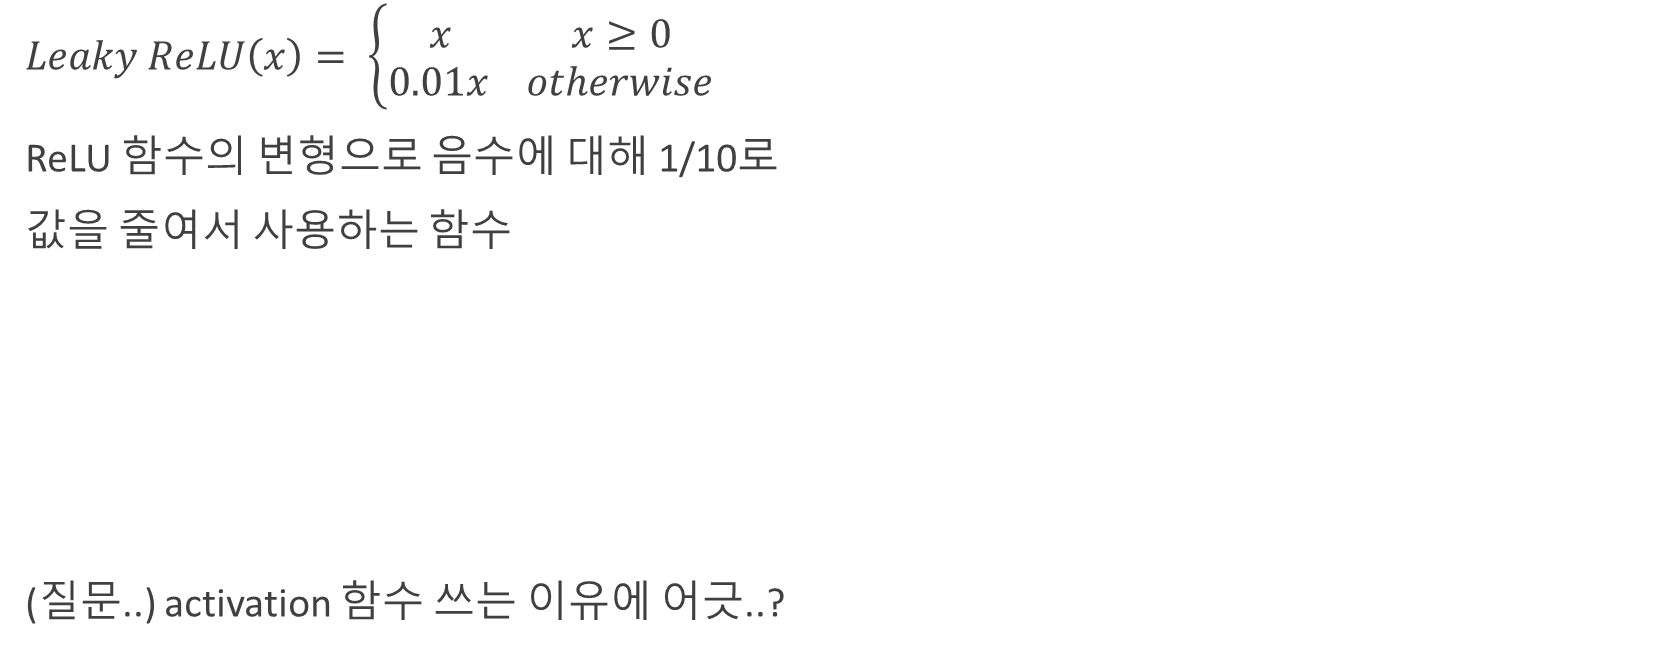 Leaky ReLU(x) = { x x ≥ 0
0.01x otherwise
ReLU 함수의 변형으로 음수에 대해 1/10로
값을 줄여서 사용하는 함수
(질문..) activation 함수 쓰는 이유에 어긋..?